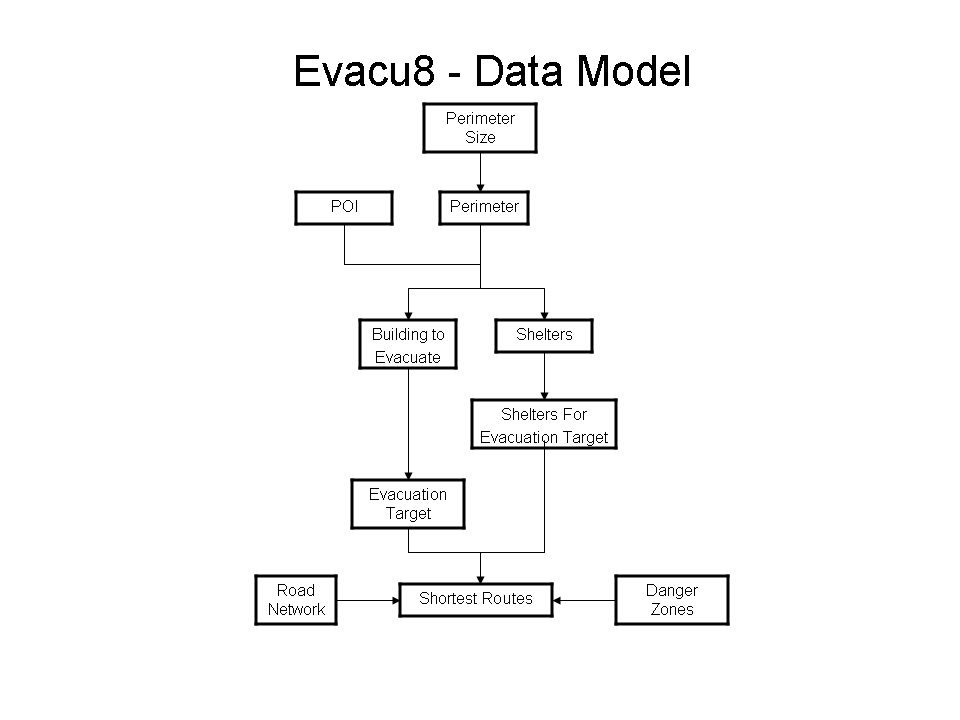 Evacu8 - Data Model
Perimeter
Size
POI
Perimeter
Building to
Evacuate
Shelters
Shelters For
Evacuation Target
Evacuation
Target
Road
Network
Shortest Routes
Danger
Zones